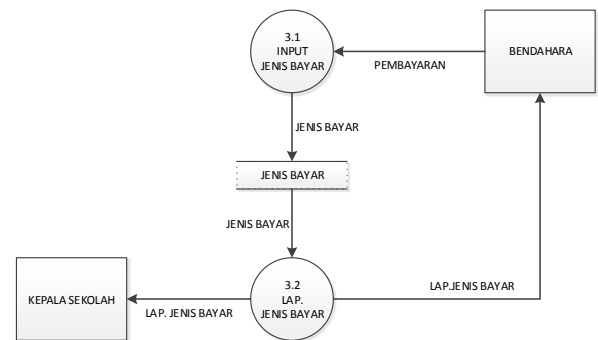 3.1
INPUT
JENIS BAYAR
BENDAHARA
PEMBAYARAN
JENIS BAYAR
JENIS BAYAR
JENIS BAYAR
3.2
LAP.
JENIS BAYAR
KEPALA SEKOLAH
LAP. JENIS BAYAR
LAP.JENIS BAYAR